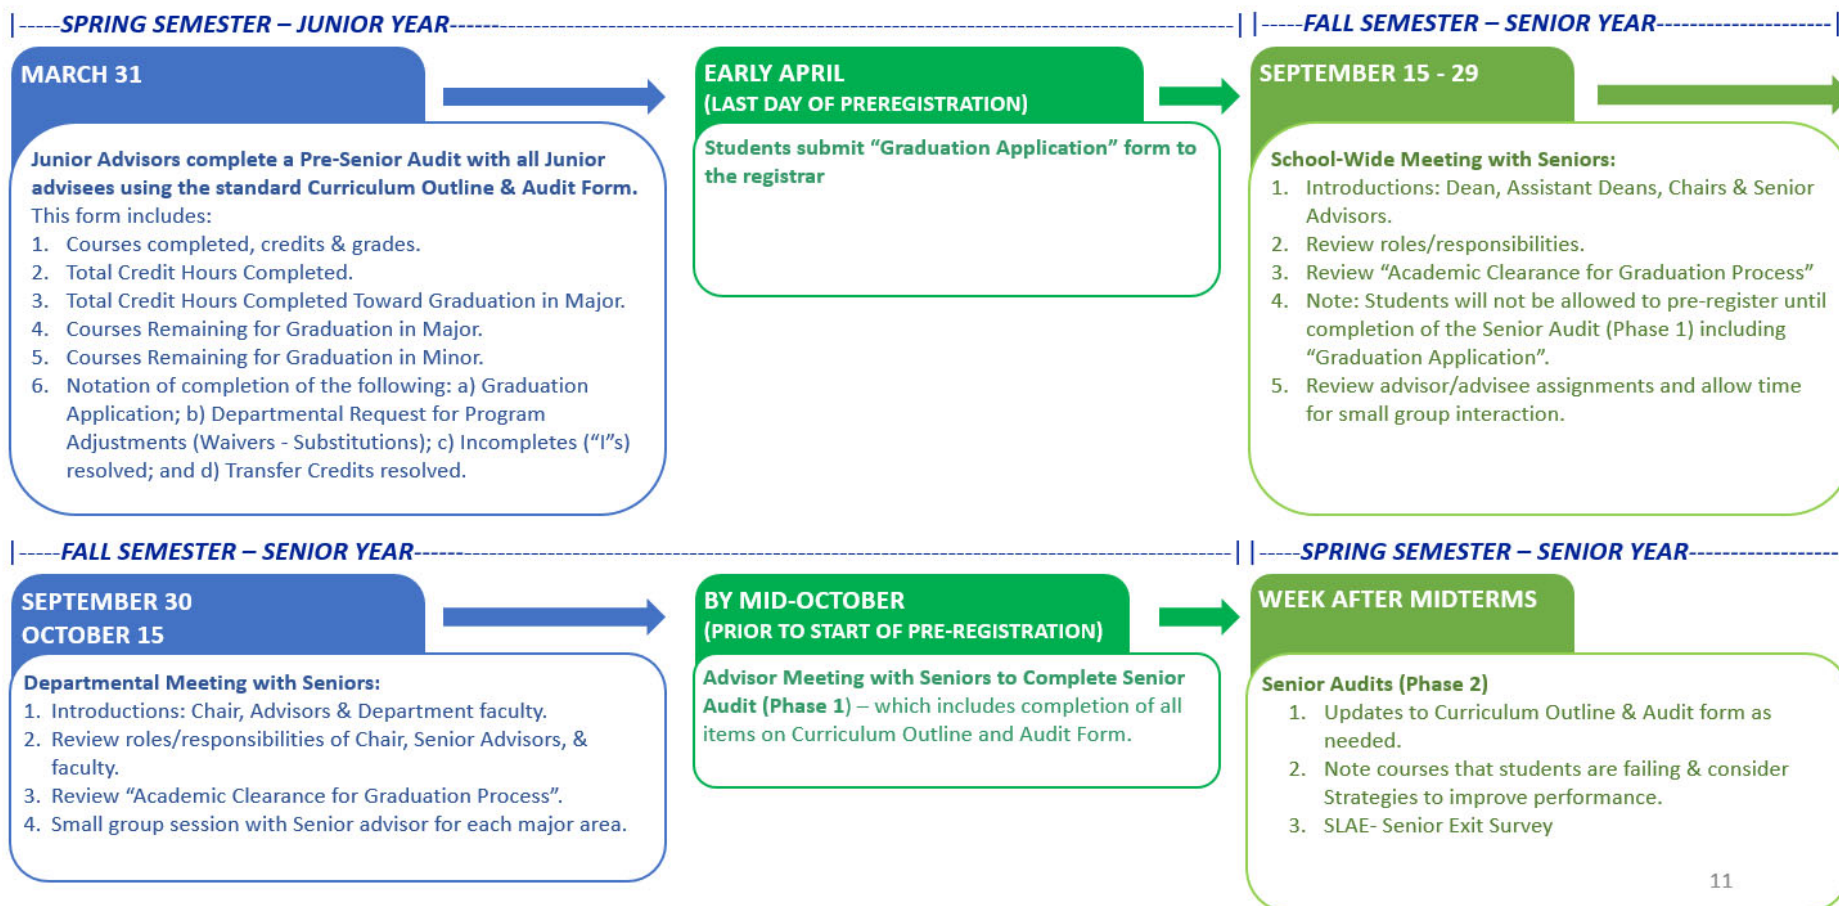 |-----SPRING SEMESTER – JUNIOR YEAR------------------------------------------------------------------------------------------------------|
|-----FALL SEMESTER – SENIOR YEAR---------------------|
MARCH 31
Junior Advisors complete a Pre-Senior Audit with all Junior
advisees using the standard Curriculum Outline & Audit Form.
This form includes:
1. Courses completed, credits & grades.
2. Total Credit Hours Completed.
3. Total Credit Hours Completed Toward Graduation in Major.
4. Courses Remaining for Graduation in Major.
5. Courses Remaining for Graduation in Minor.
6. Notation of completion of the following: a) Graduation
Application; b) Departmental Request for Program
Adjustments (Waivers - Substitutions); c) Incompletes (“I”s)
resolved; and d) Transfer Credits resolved.
EARLY APRIL
(LAST DAY OF PREREGISTRATION)
Students submit “Graduation Application” form to
the registrar
SEPTEMBER 15 - 29
School-Wide Meeting with Seniors:
1. Introductions: Dean, Assistant Deans, Chairs & Senior
Advisors.
2. Review roles/responsibilities.
3. Review “Academic Clearance for Graduation Process”
4. Note: Students will not be allowed to pre-register until
completion of the Senior Audit (Phase 1) including
“Graduation Application”.
5. Review advisor/advisee assignments and allow time
for small group interaction.
|-----FALL SEMESTER – SENIOR YEAR---------------------------------------------------------------------------------------------------------|
|-----SPRING SEMESTER – SENIOR YEAR------------------
SEPTEMBER 30
OCTOBER 15
Departmental Meeting with Seniors:
1. Introductions: Chair, Advisors & Department faculty.
2. Review roles/responsibilities of Chair, Senior Advisors, &
faculty.
3. Review “Academic Clearance for Graduation Process”.
4. Small group session with Senior advisor for each major area.
BY MID-OCTOBER
(PRIOR TO START OF PRE-REGISTRATION)
Advisor Meeting with Seniors to Complete Senior
Audit (Phase 1) – which includes completion of all
items on Curriculum Outline and Audit Form.
WEEK AFTER MIDTERMS
Senior Audits (Phase 2)
1. Updates to Curriculum Outline & Audit form as
needed.
2. Note courses that students are failing & consider
Strategies to improve performance.
3. SLAE- Senior Exit Survey
11